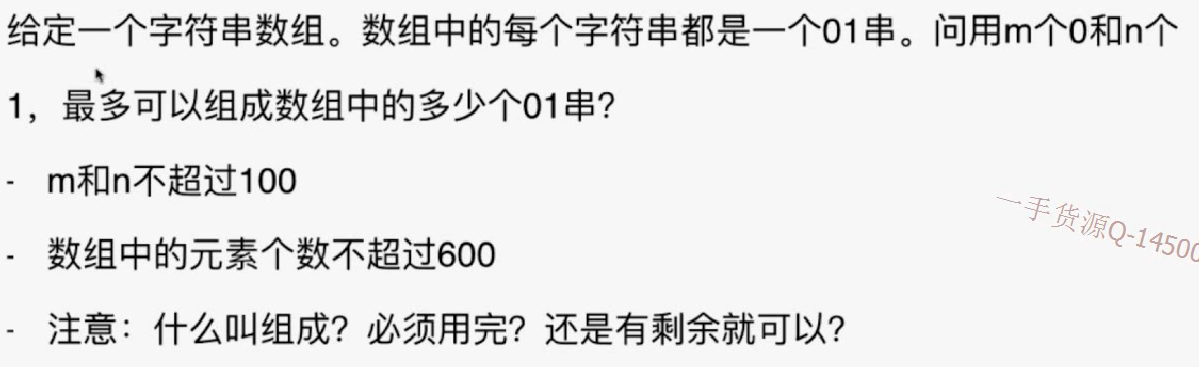 给定一个字符串数组。数组中的每个字符串都是一个01串。问用m个0和n个
1，最多可以组成数组中的多少个01串？
- m和n不超过100
- 数组中的元素个数不超过600
一手货源Q-14500
- 注意：什么叫组成？必须用完？还是有剩余就可以？